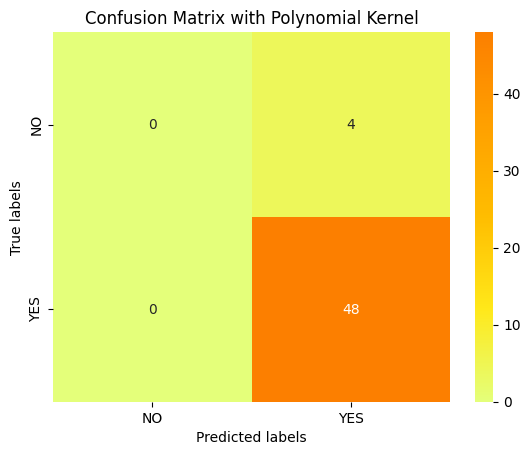 Confusion Matrix with Polynomial Kernel
True labels
NO
YES
0
4
0
48
NO
YES
Predicted labels
40
30
20
10
0